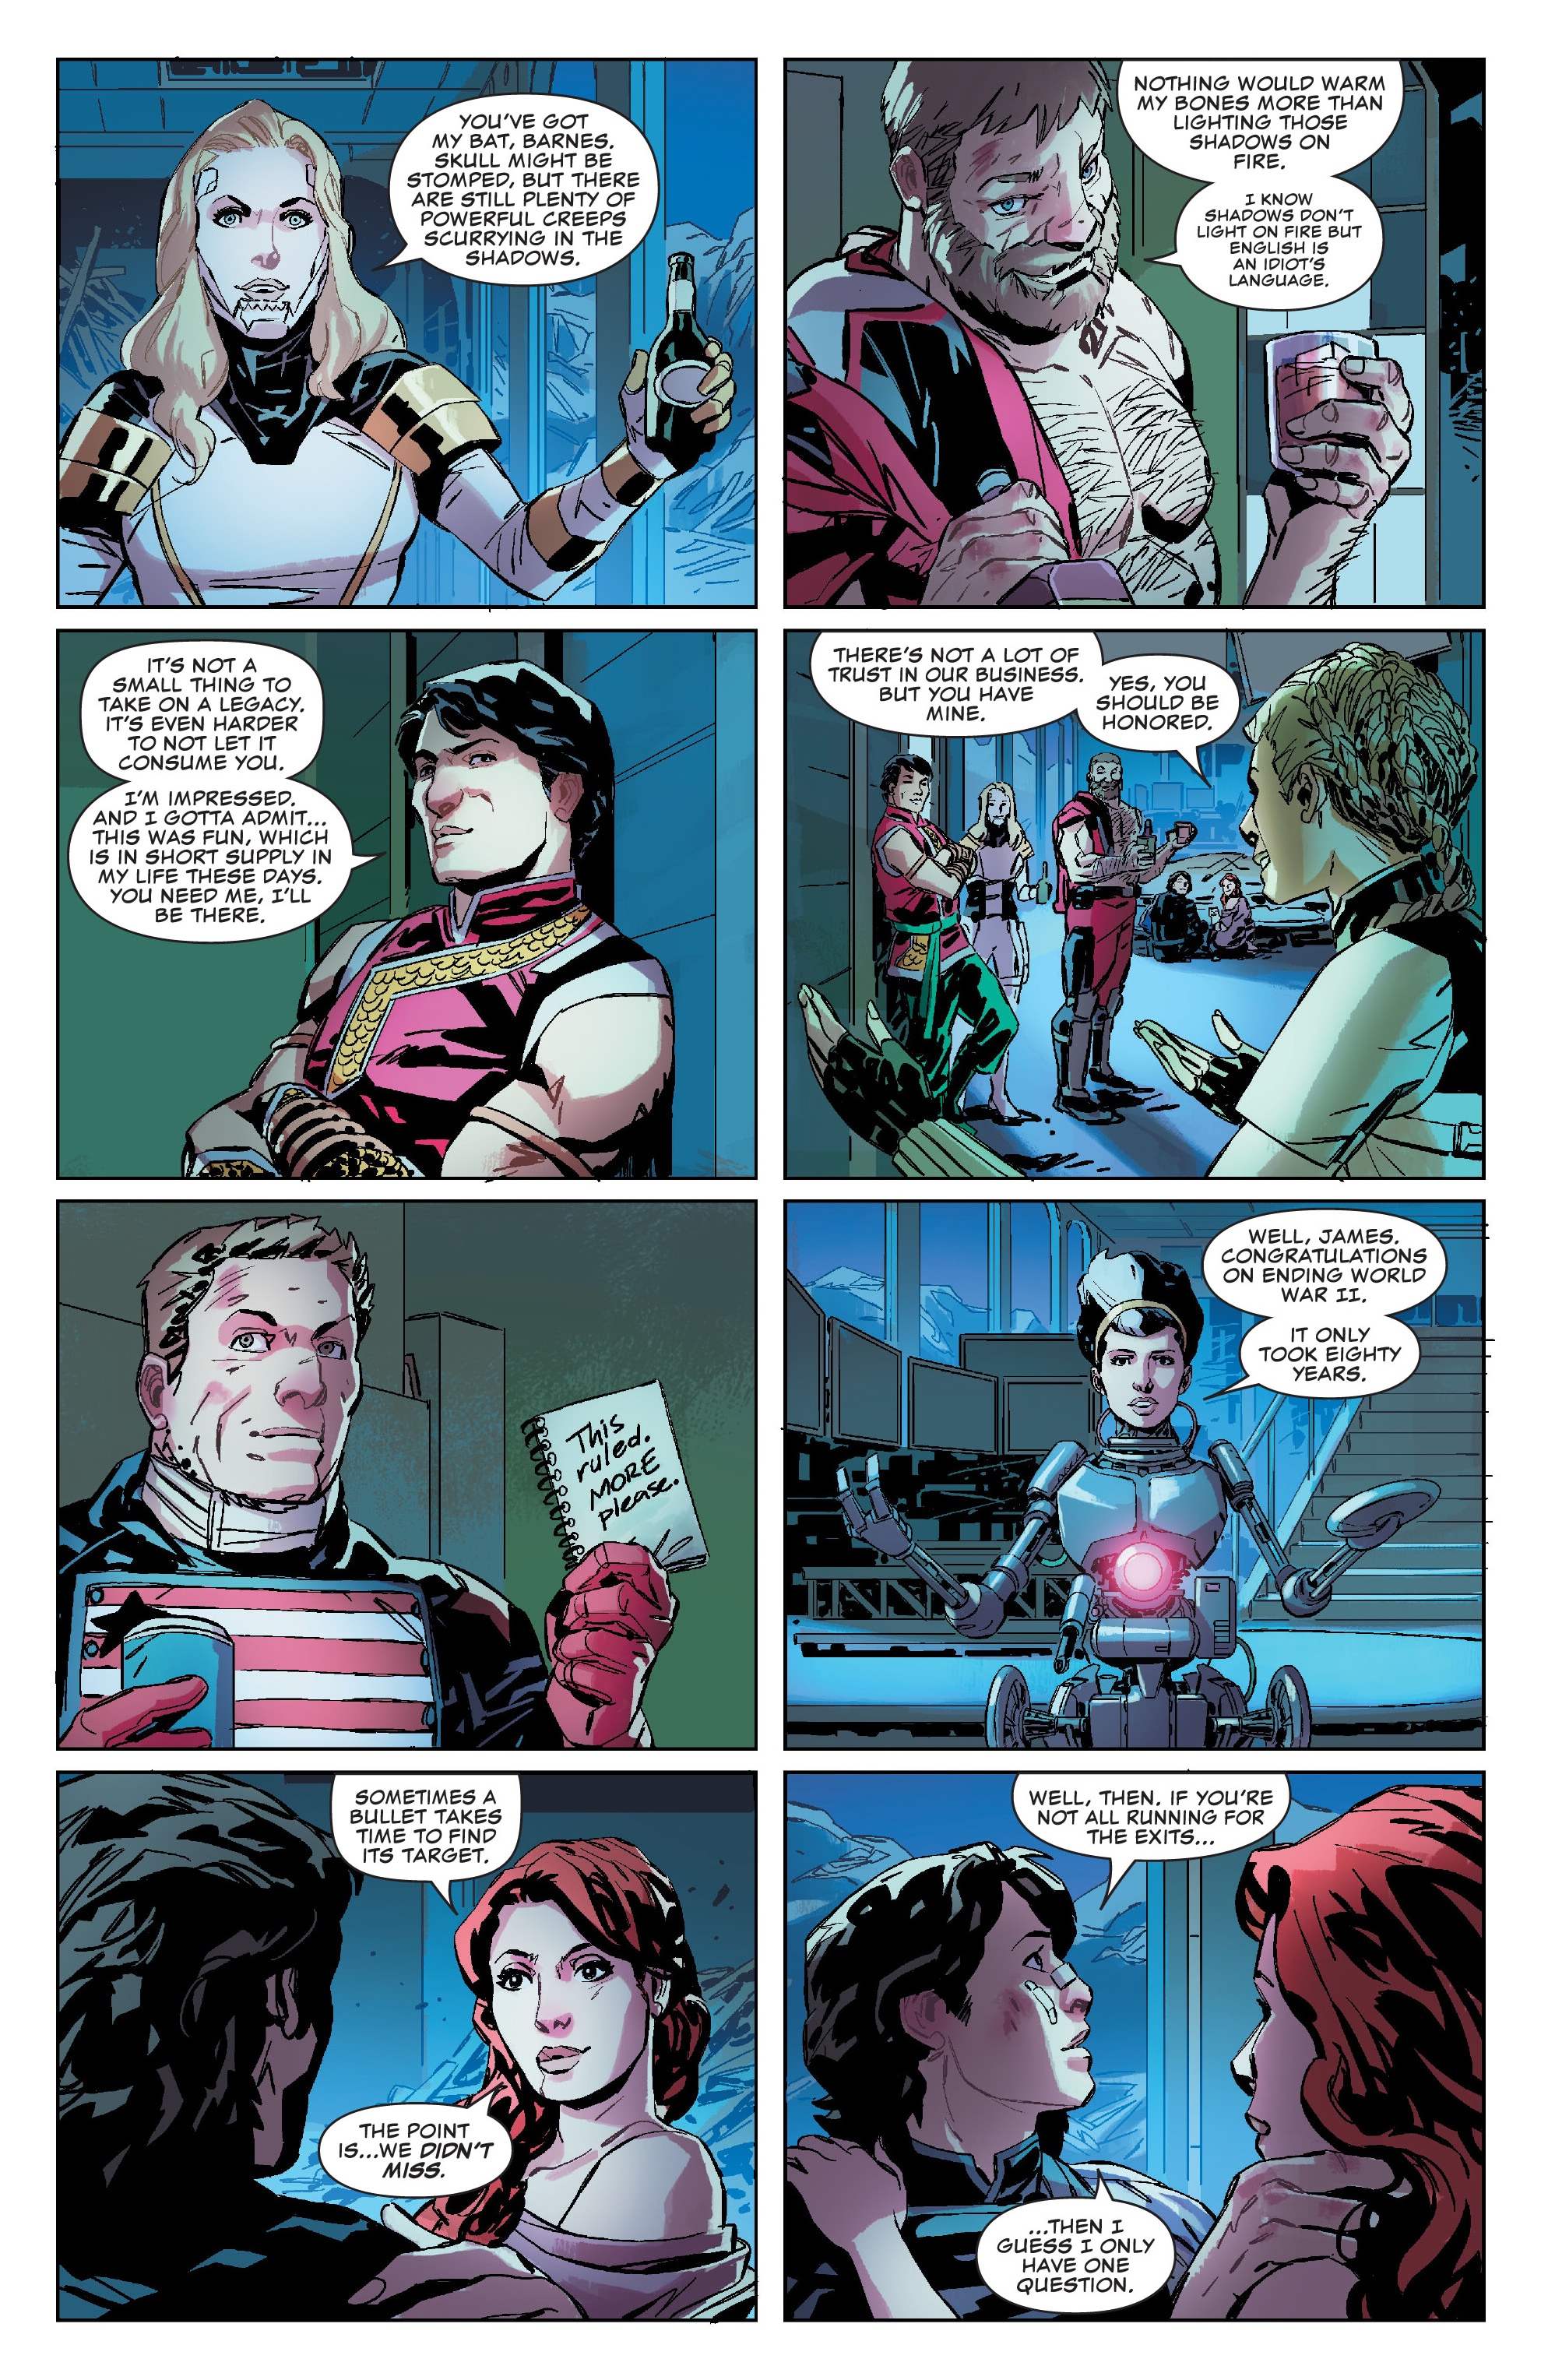 YOU'VE GOT
MY BAT, BARNES.
SKULL MIGHT BE
STOMPED, BUT THERE
ARE STILL PLENTY OF
POWERFUL CREEPS
SCURRYING IN THE
SHADOWS.
NOTHING WOULD WARM
MY BONES MORE THAN
LIGHTING THOSE
SHADOWS ON
FIRE.
I KNOW
SHADOWS DON'T
LIGHT ON FIRE BUT
ENGLISH IS
AN IDIOT'S
LANGUAGE.
IT'S NOT A
SMALL THING TO
TAKE ON A LEGACY.
IT'S EVEN HARDER
TO NOT LET IT
CONSUME YOU.
I'M IMPRESSED.
AND I GOTTA ADMIT...
THIS WAS FUN, WHICH
IS IN SHORT SUPPLY IN
MY LIFE THESE DAYS.
YOU NEED ME, I'LL
BE THERE.
THERE'S NOT A LOT OF
TRUST IN OUR BUSINESS.
BUT YOU HAVE
MINE.
YES, YOU
SHOULD BE
HONORED.
This
ruled.
MORE
please.
WELL, JAMES.
CONGRATULATIONS
ON ENDING WORLD
WAR II.
IT ONLY
TOOK EIGHTY
YEARS.
SOMETIMES A
BULLET TAKES
TIME TO FIND
ITS TARGET.
THE POINT
IS...WE DIDN'T
MISS.
WELL, THEN. IF YOU'RE
NOT ALL RUNNING FOR
THE EXITS...
...THEN I
GUESS I ONLY
HAVE ONE
QUESTION.